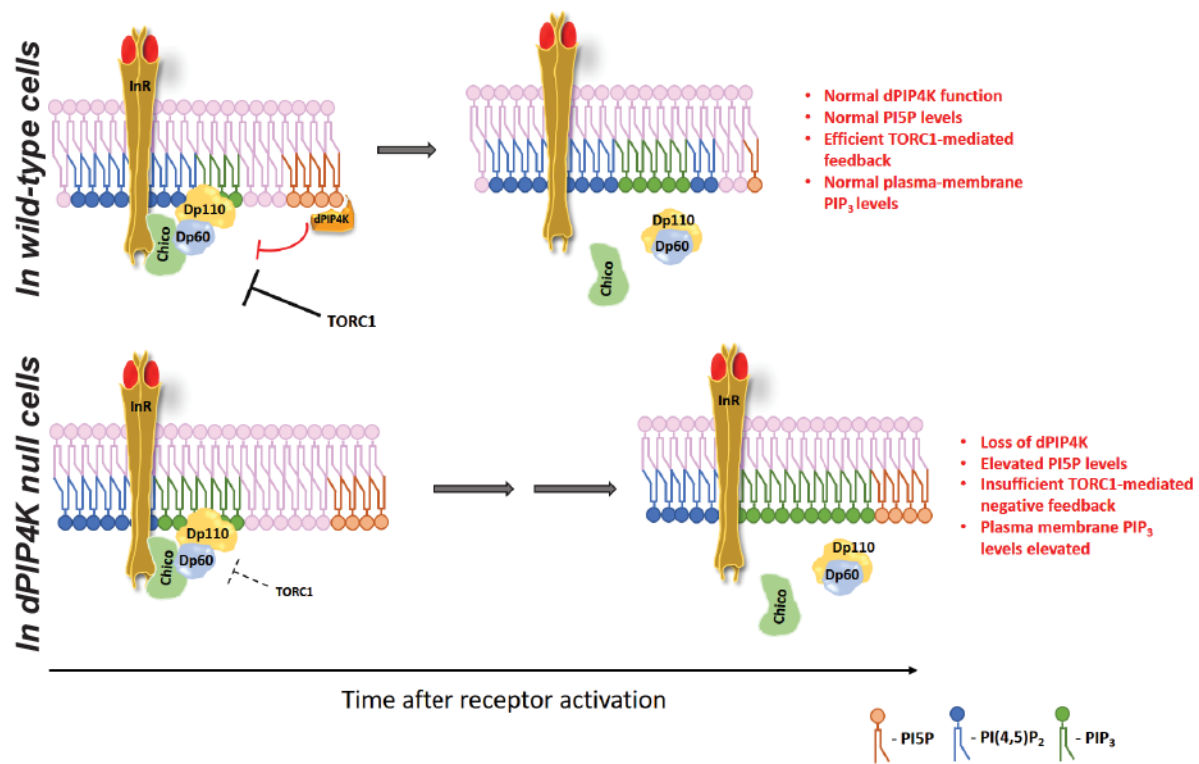 In wild-type cells
InR
Dp110
Dp60
Chico
dPIP4K
TORC1
Dp110
Dp60
Chico
• Normal dPIP4K function
• Normal PI5P levels
• Efficient TORC1-mediated
feedback
• Normal plasma-membrane
PIP₃ levels
In dPIP4K null cells
InR
Dp110
Dp60
Chico
TORC1
InR
Dp110
Dp60
Chico
• Loss of dPIP4K
• Elevated PI5P levels
• Insufficient TORC1-mediated
negative feedback
• Plasma membrane PIP₃
levels elevated
Time after receptor activation
- PI5P
- PI(4,5)P₂
- PIP₃